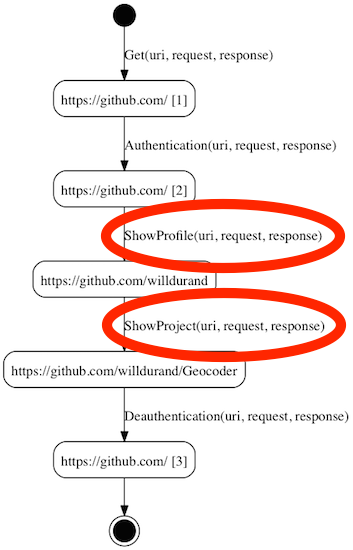 Get(uri, request, response)
https://github.com/ [1]
Authentication(uri, request, response)
https://github.com/ [2]
ShowProfile(uri, request, response)
https://github.com/willdurand
ShowProject(uri, request, response)
https://github.com/willdurand/Geocoder
Deauthentication(uri, request, response)
https://github.com/ [3]